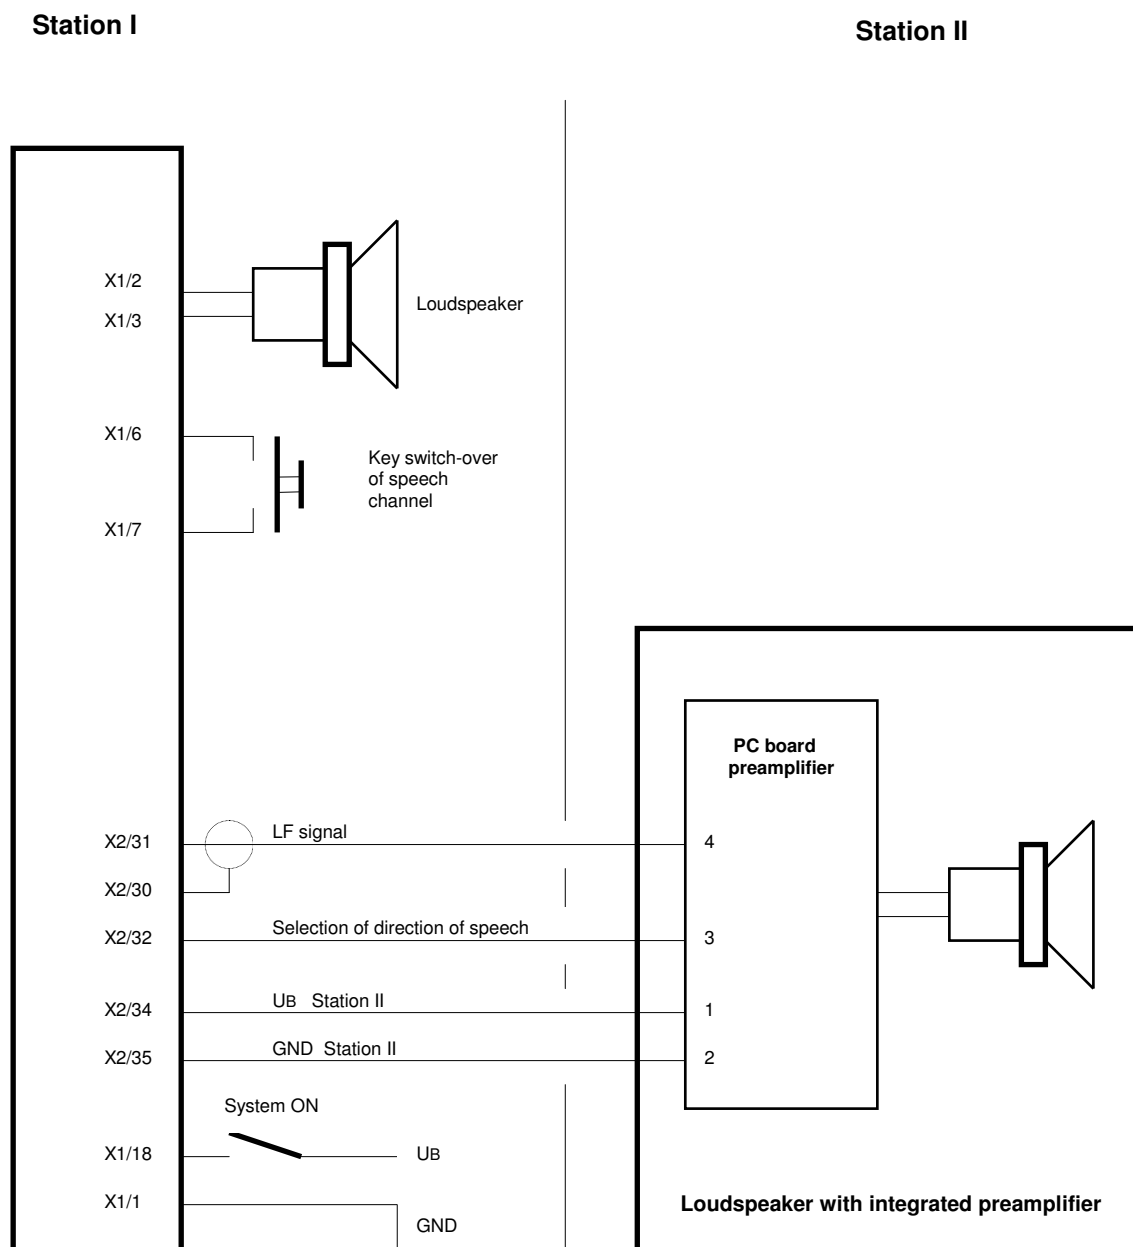 Station I
Station II
X1/2
X1/3
Loudspeaker
X1/6
Key switch-over
of speech
channel
X1/7
PC board
preamplifier
X2/31
LF signal
4
X2/30
X2/32
Selection of direction of speech
3
X2/34
UB Station II
1
X2/35
GND Station II
2
System ON
X1/18
UB
X1/1
GND
Loudspeaker with integrated preamplifier